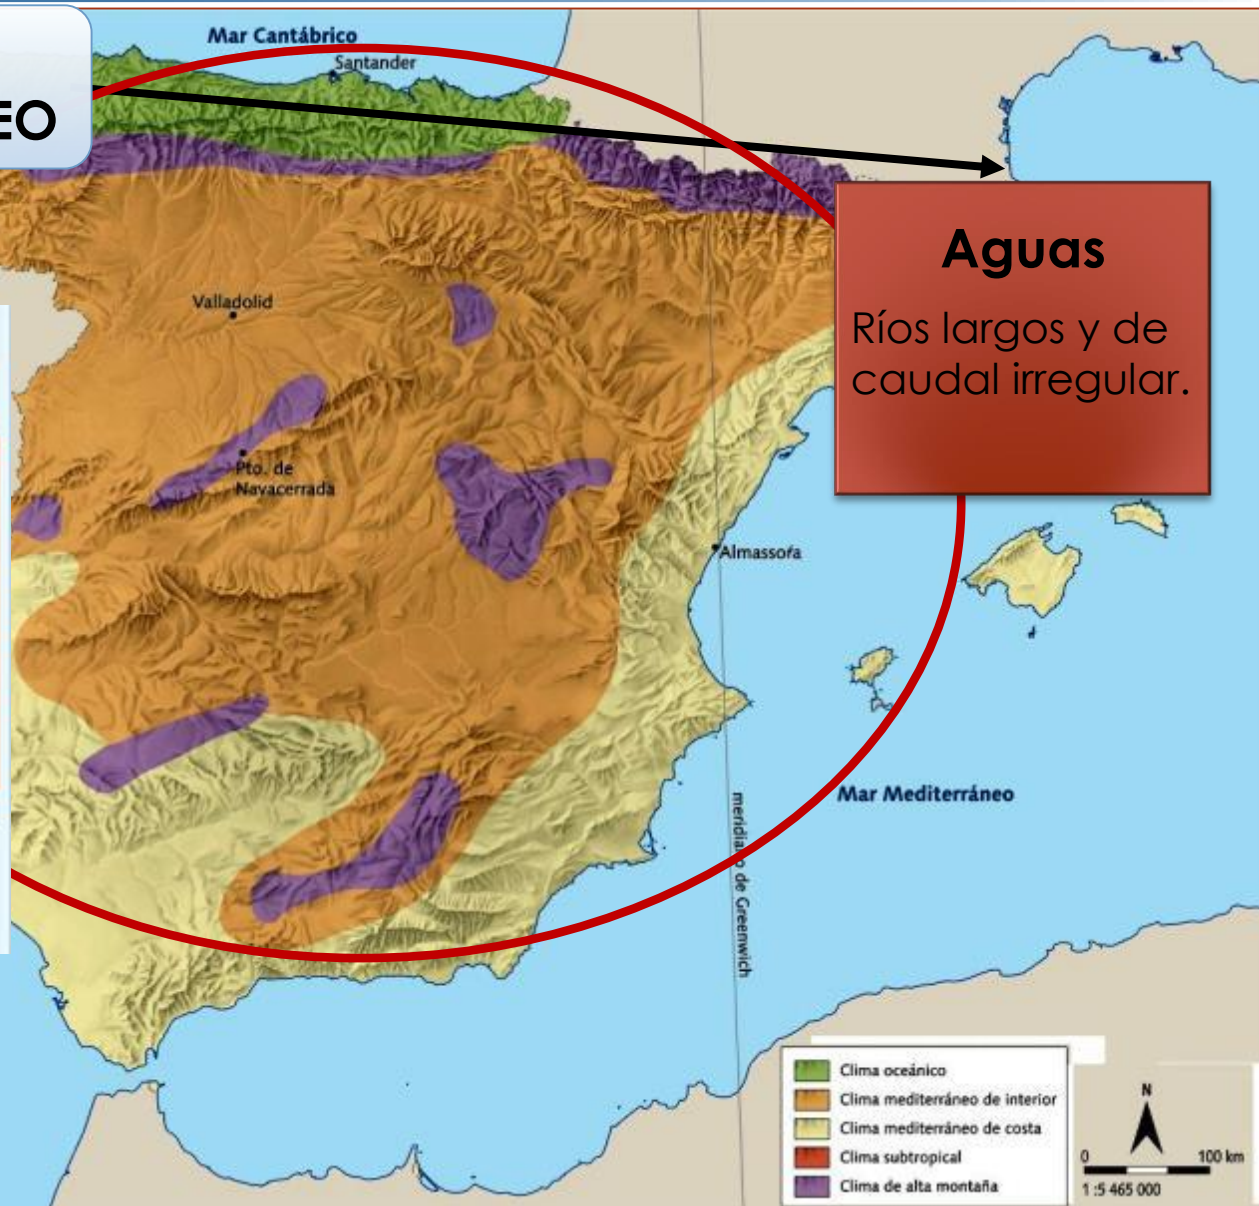 Mar Cantábrico
Santander
EO
Aguas
Ríos largos y de
caudal irregular.
Valladolid
Pto. de
Navacerrada
Almassora
Mar Mediterráneo
meridiano de Greenwich
Clima oceánico
Clima mediterráneo de interior
Clima mediterráneo de costa
Clima subtropical
Clima de alta montaña
N
0 100 km
1 :5 465 000